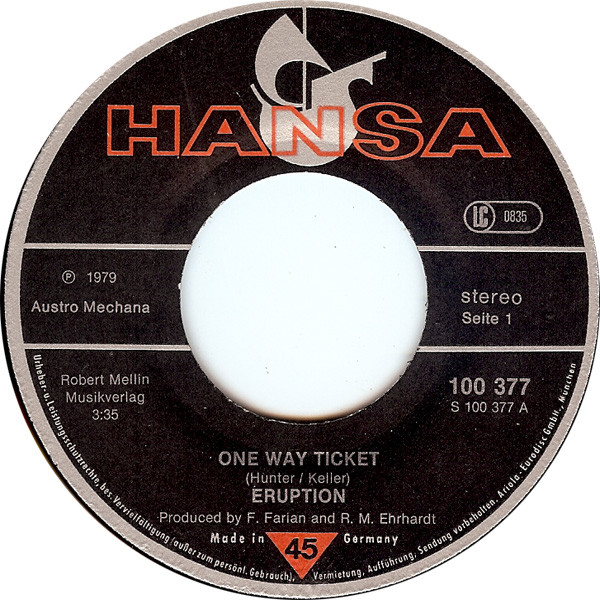 HANSA
LC 0835
℗ 1979
Austro Mechana
stereo
Seite 1
Robert Mellin
Musikverlag
3:35
100 377
S 100 377 A
ONE WAY TICKET
(Hunter / Keller)
ERUPTION
Produced by F. Farian and R. M. Ehrhardt
Made in Germany
45
Urheber- u. Leistungsschutzrechte, bes. Vervielfältigung (außer zum persönl. Gebrauch), Vermietung, Aufführung, Sendung vorbehalten. Ariola-Eurodisc GmbH., München